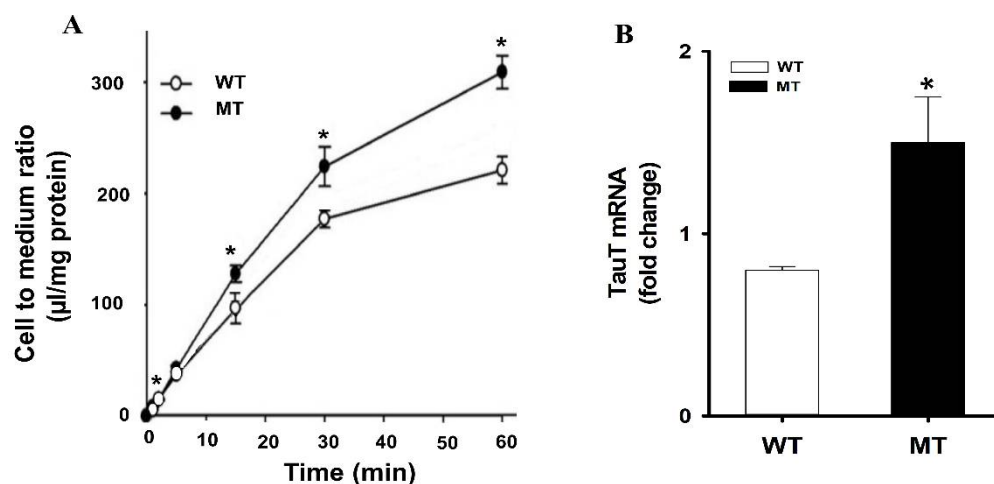 A
Cell to medium ratio
(µl/mg protein)
300
200
100
0
WT
MT
*
*
*
*
0 10 20 30 40 50 60
Time (min)
B
TauT mRNA
(fold change)
2
1
0
WT
MT
*
WT MT